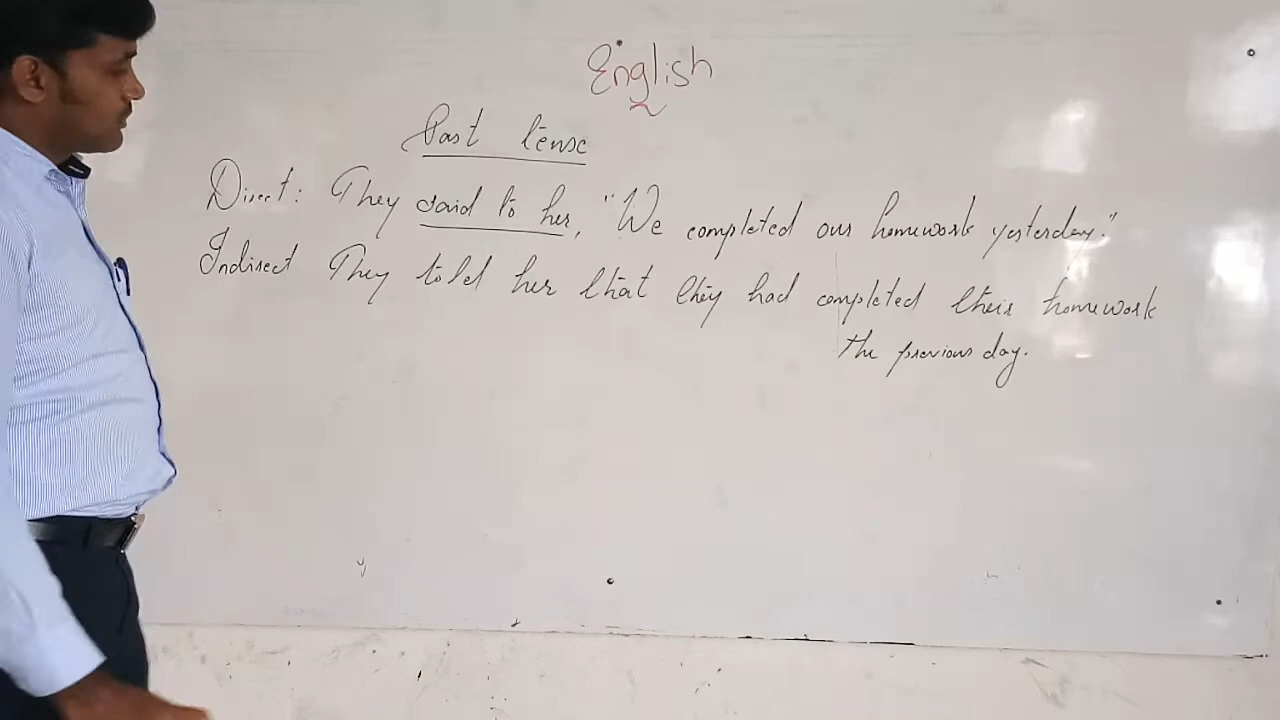 English
Past tense
Direct: They said to her, "We completed our homework yesterday."
Indirect They told her that they had completed their homework
the previous day.